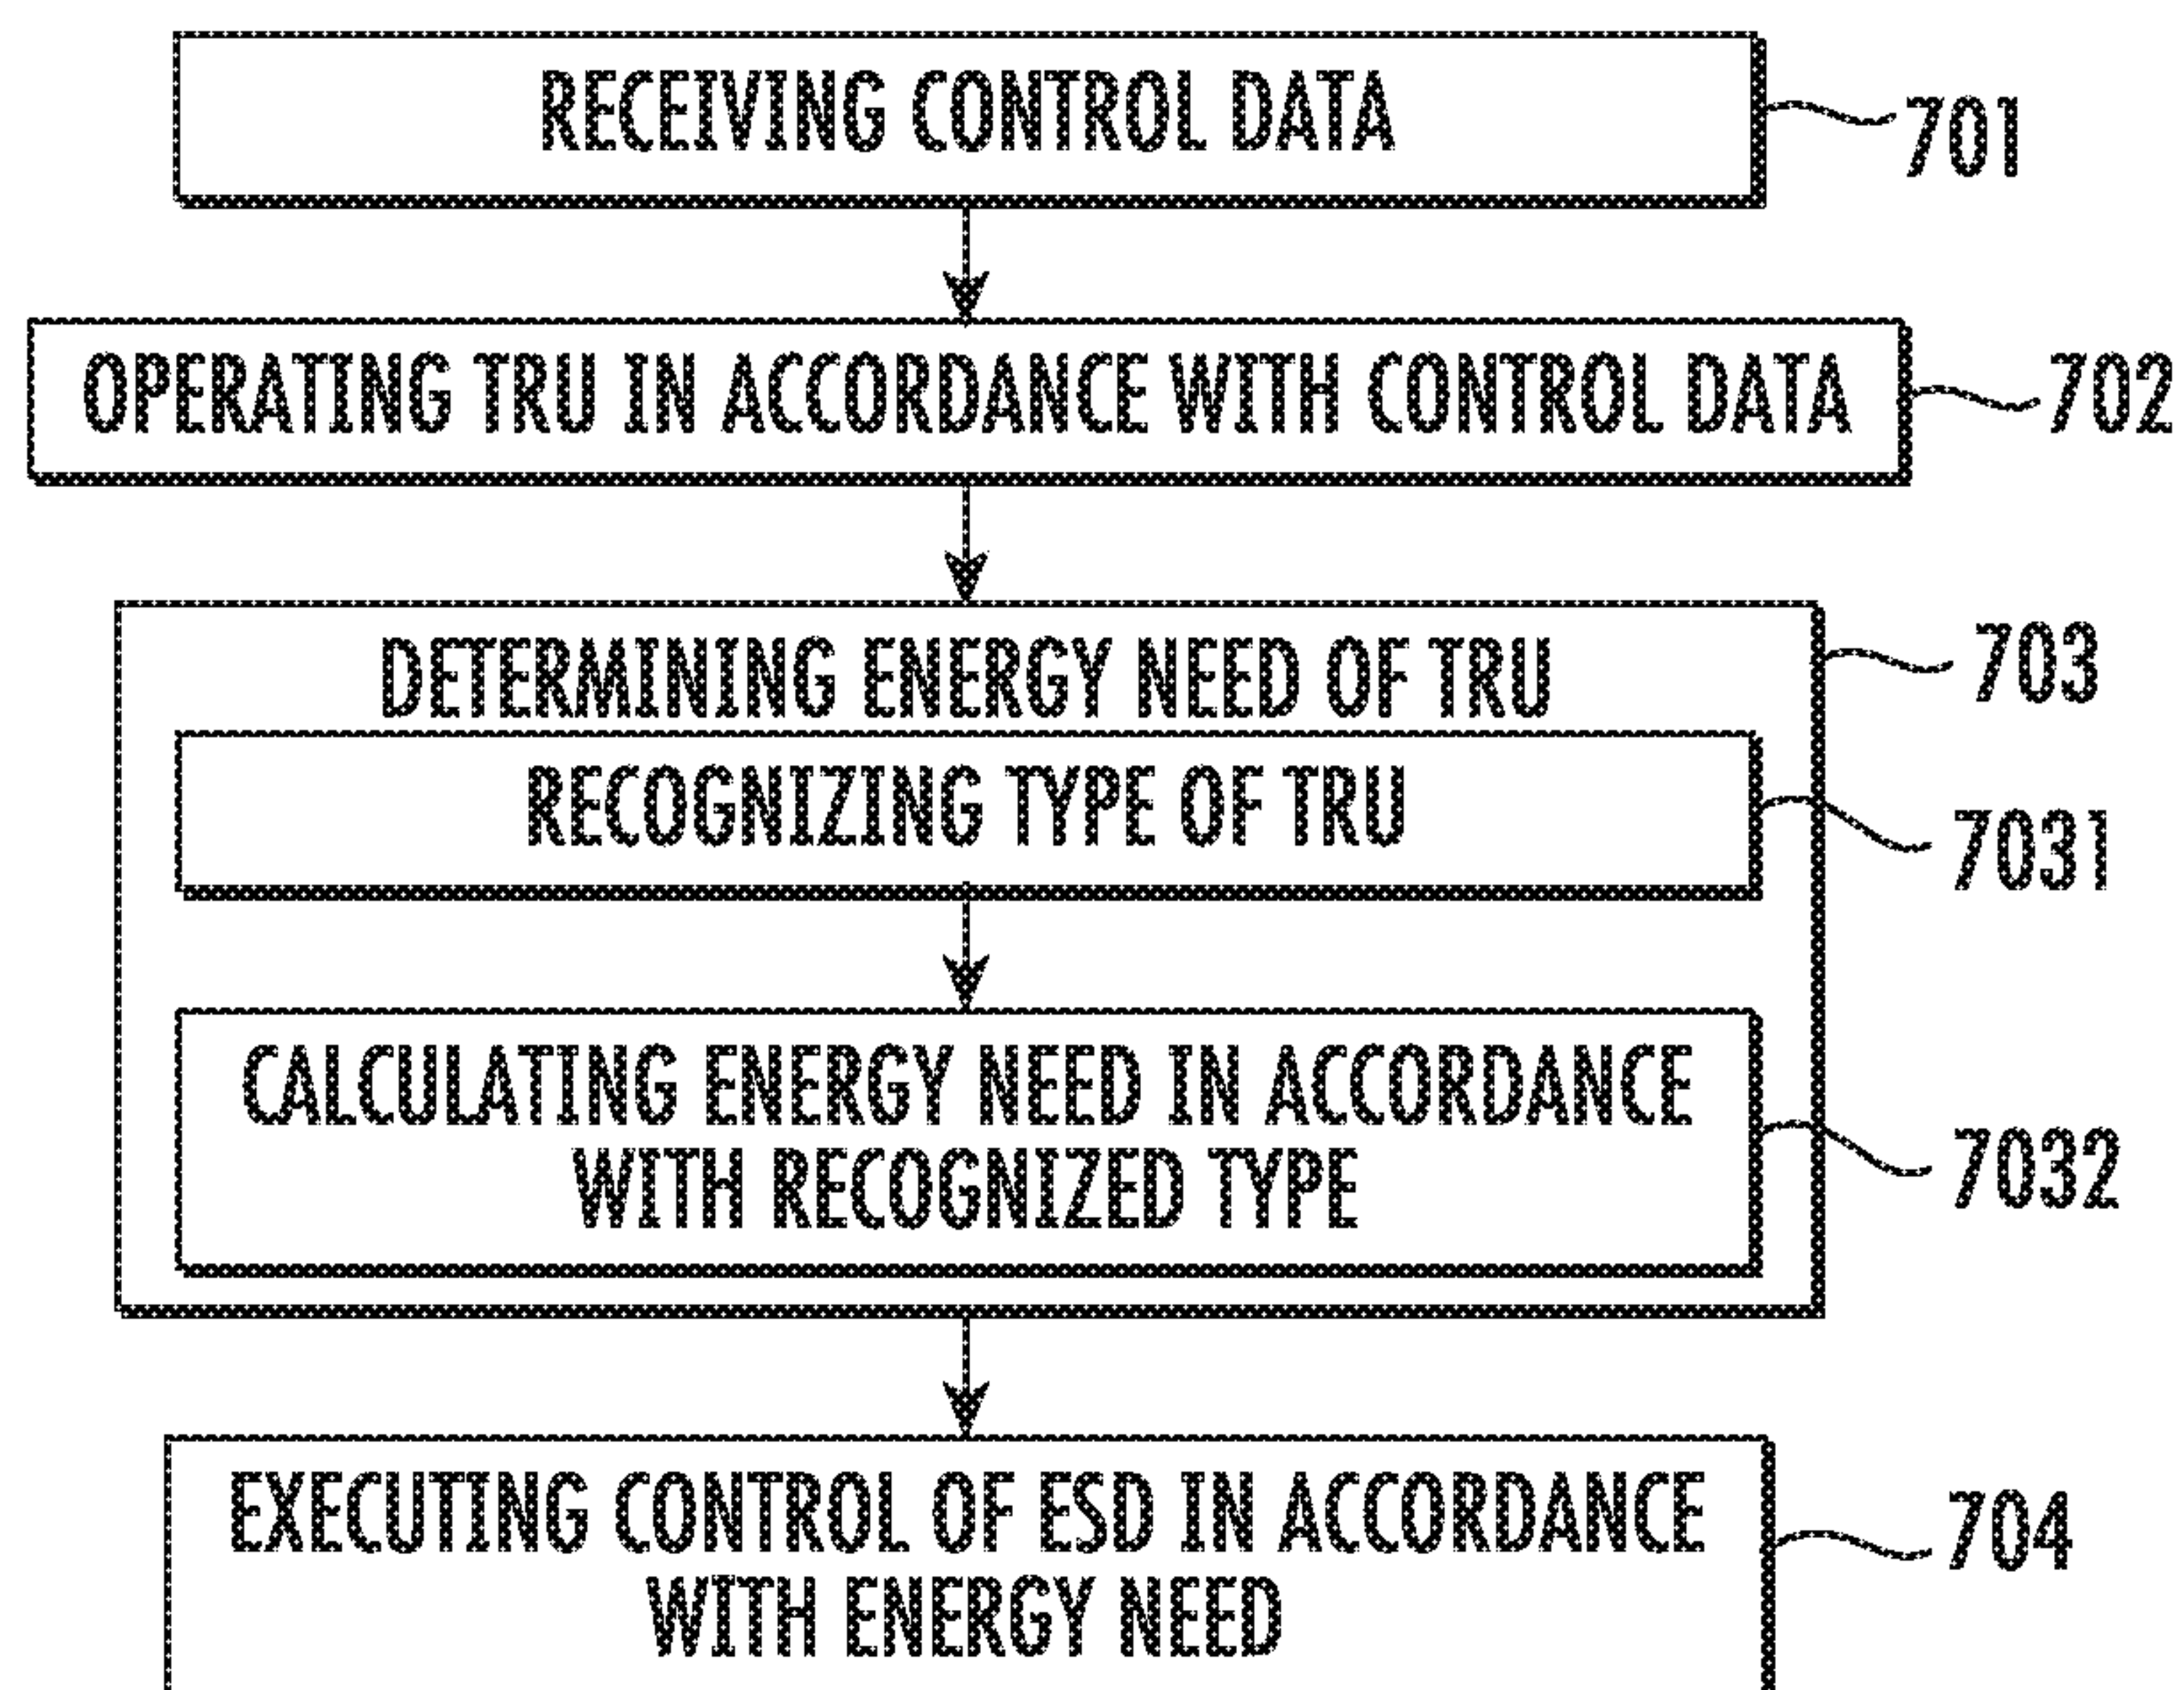 RECEIVING CONTROL DATA
701
OPERATING TRU IN ACCORDANCE WITH CONTROL DATA
702
DETERMINING ENERGY NEED OF TRU
703
RECOGNIZING TYPE OF TRU
7031
CALCULATING ENERGY NEED IN ACCORDANCE
WITH RECOGNIZED TYPE
7032
EXECUTING CONTROL OF ESD IN ACCORDANCE
WITH ENERGY NEED
704